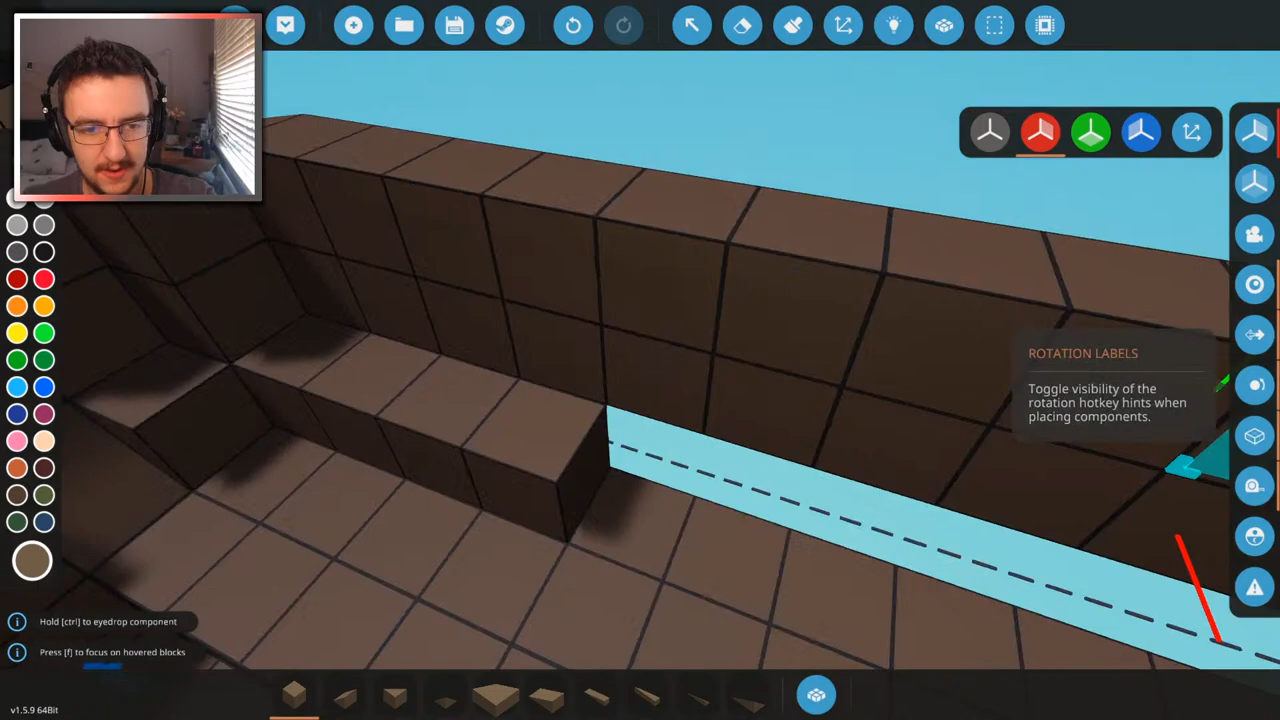 ROTATION LABELS
Toggle visibility of the
rotation hotkey hints when
placing components.
Hold [ctrl] to eyedrop component
Press [f] to focus on hovered blocks
v1.5.9 64Bit